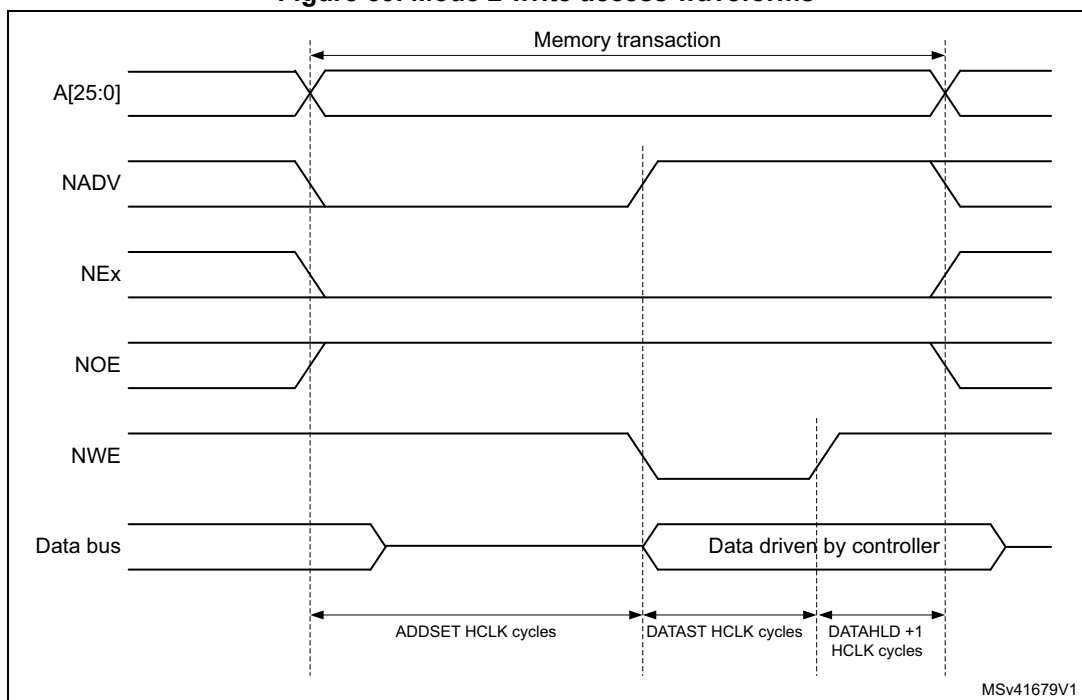 Memory transaction
A[25:0]
NADV
NEx
NOE
NWE
Data bus
Data driven by controller
ADDSET HCLK cycles
DATAST HCLK cycles
DATAHLD +1
HCLK cycles
MSv41679V1